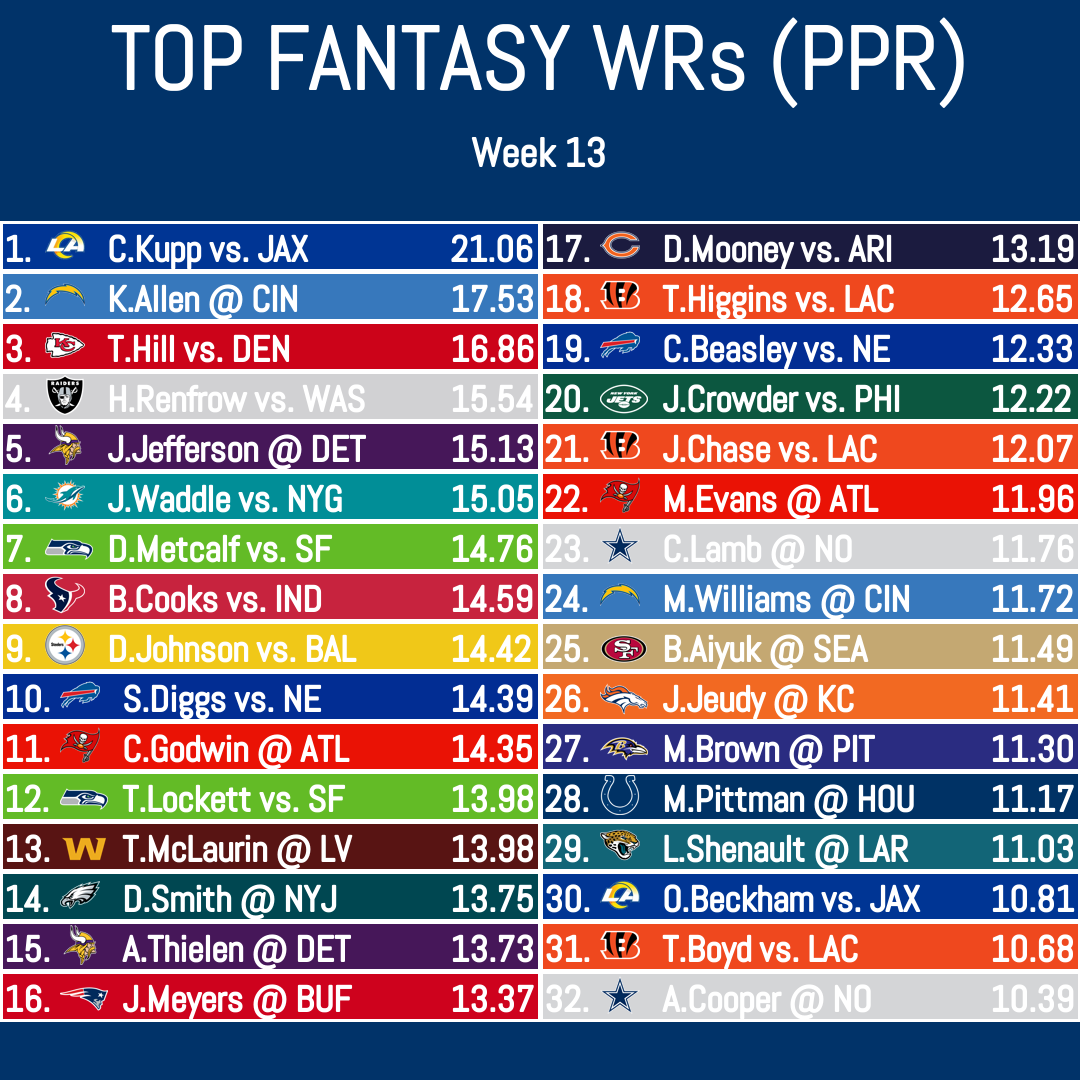 TOP FANTASY WRs (PPR)
Week 13
1. C.Kupp vs. JAX 21.06
2. K.Allen @ CIN 17.53
3. T.Hill vs. DEN 16.86
4. RAIDERS H.Renfrow vs. WAS 15.54
5. J.Jefferson @ DET 15.13
6. J.Waddle vs. NYG 15.05
7. D.Metcalf vs. SF 14.76
8. B.Cooks vs. IND 14.59
9. Steelers D.Johnson vs. BAL 14.42
10. S.Diggs vs. NE 14.39
11. C.Godwin @ ATL 14.35
12. T.Lockett vs. SF 13.98
13. W T.McLaurin @ LV 13.98
14. D.Smith @ NYJ 13.75
15. A.Thielen @ DET 13.73
16. J.Meyers @ BUF 13.37
17. C D.Mooney vs. ARI 13.19
18. B T.Higgins vs. LAC 12.65
19. C.Beasley vs. NE 12.33
20. NEW YORK JETS J.Crowder vs. PHI 12.22
21. B J.Chase vs. LAC 12.07
22. M.Evans @ ATL 11.96
23. C.Lamb @ NO 11.76
24. M.Williams @ CIN 11.72
25. SF B.Aiyuk @ SEA 11.49
26. J.Jeudy @ KC 11.41
27. M.Brown @ PIT 11.30
28. M.Pittman @ HOU 11.17
29. L.Shenault @ LAR 11.03
30. LA O.Beckham vs. JAX 10.81
31. B T.Boyd vs. LAC 10.68
32. A.Cooper @ NO 10.39